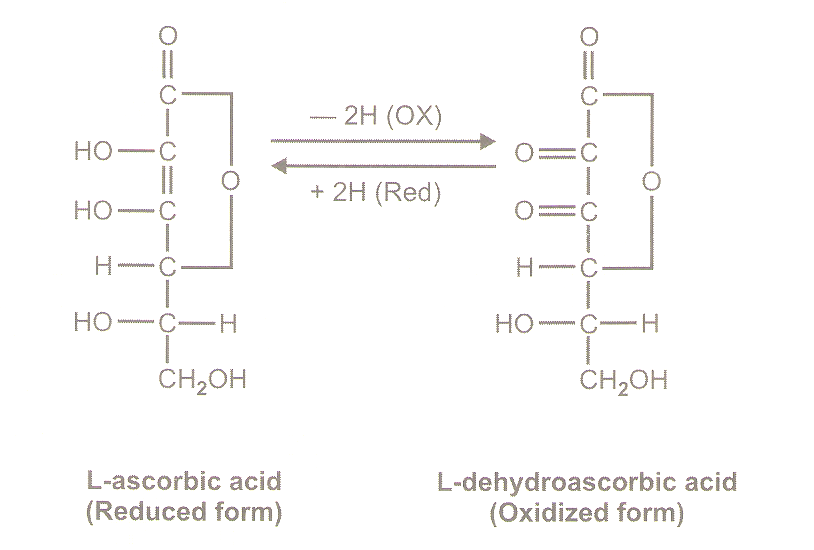 O
O
C
C
— 2H (OX)
HO C
O C
O
O
+ 2H (Red)
HO C
O C
H C
H C
HO C H
HO C H
CH₂OH
CH₂OH
L-ascorbic acid
(Reduced form)
L-dehydroascorbic acid
(Oxidized form)